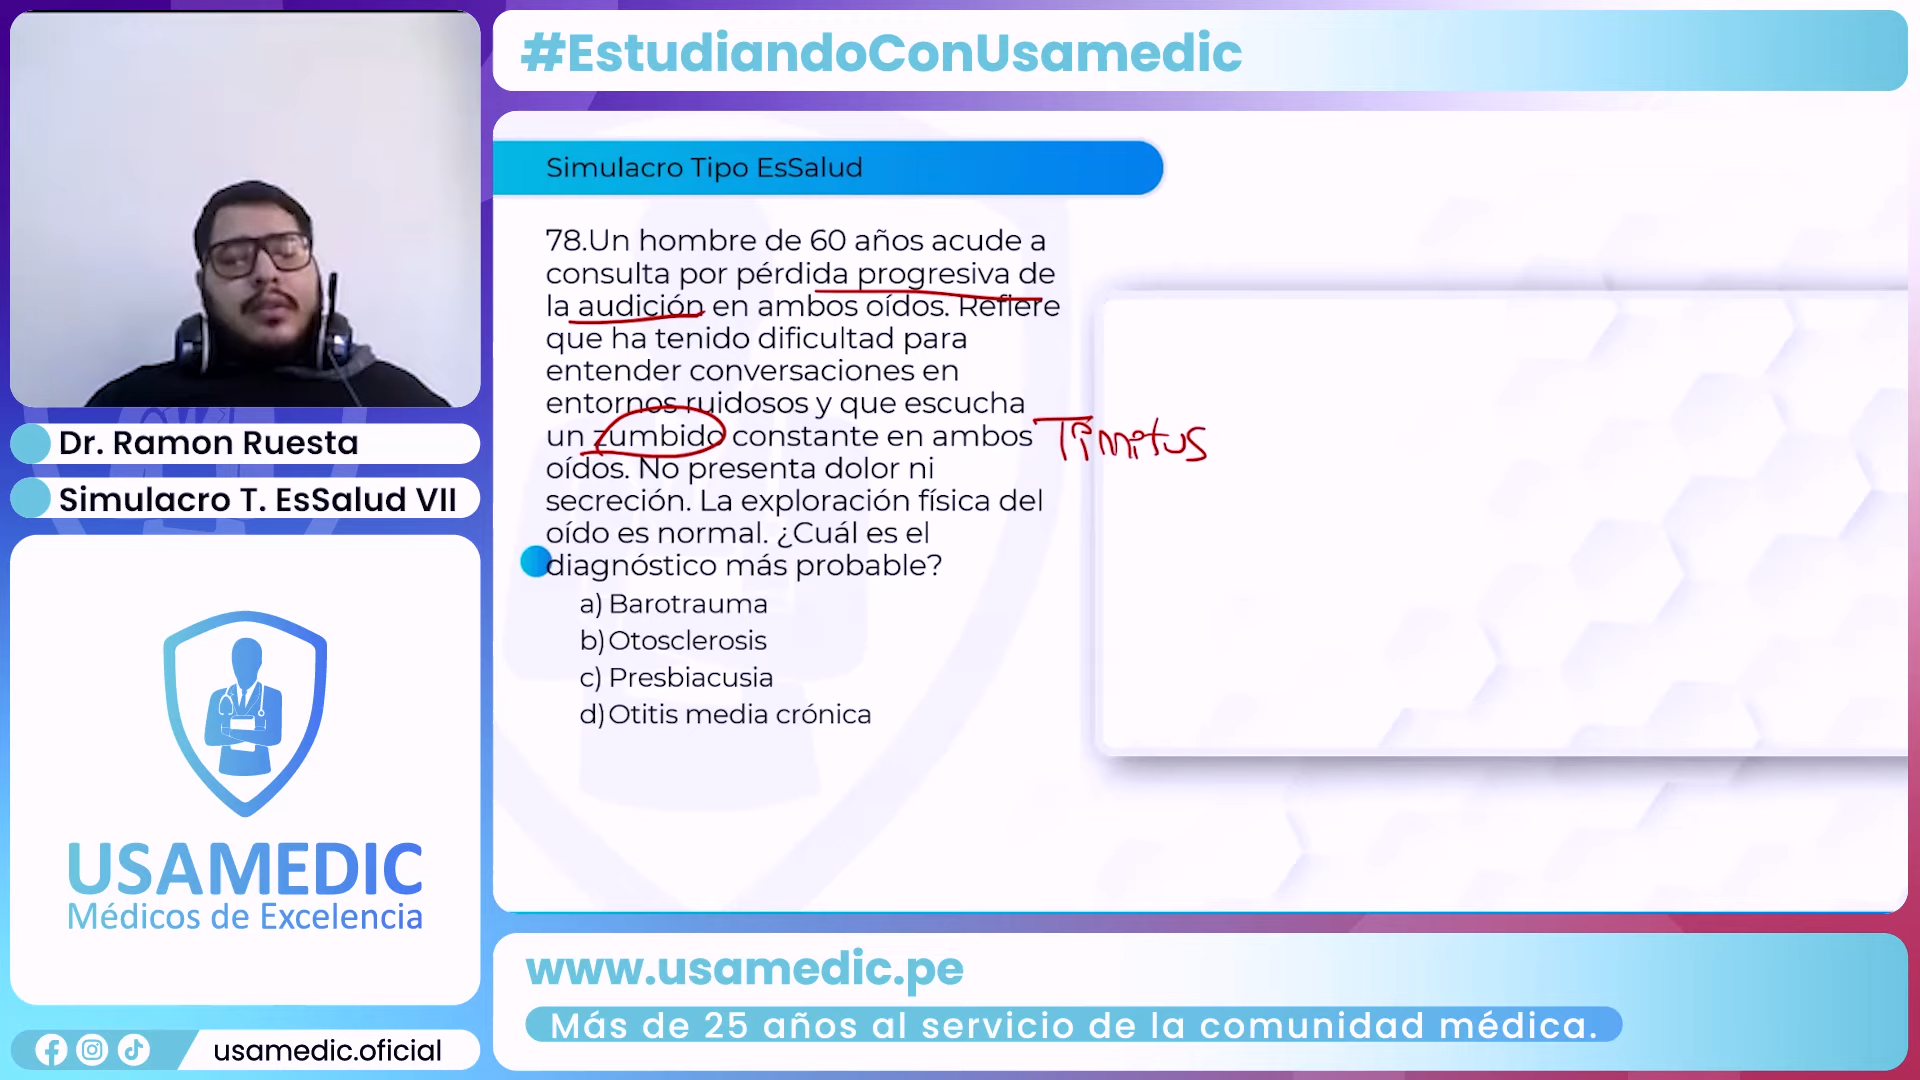 #EstudiandoConUsamedic
Simulacro Tipo EsSalud
78.Un hombre de 60 años acude a
consulta por pérdida progresiva de
la audición en ambos oídos. Refiere
que ha tenido dificultad para
entender conversaciones en
entornos ruidosos y que escucha
un zumbido constante en ambos
oídos. No presenta dolor ni
secreción. La exploración física del
oído es normal. ¿Cuál es el
diagnóstico más probable?
a) Barotrauma
b) Otosclerosis
c) Presbiacusia
d) Otitis media crónica
Tinnitus
Dr. Ramon Ruesta
Simulacro T. EsSalud VII
USAMEDIC
Médicos de Excelencia
usamedic.oficial
www.usamedic.pe
Más de 25 años al servicio de la comunidad médica.